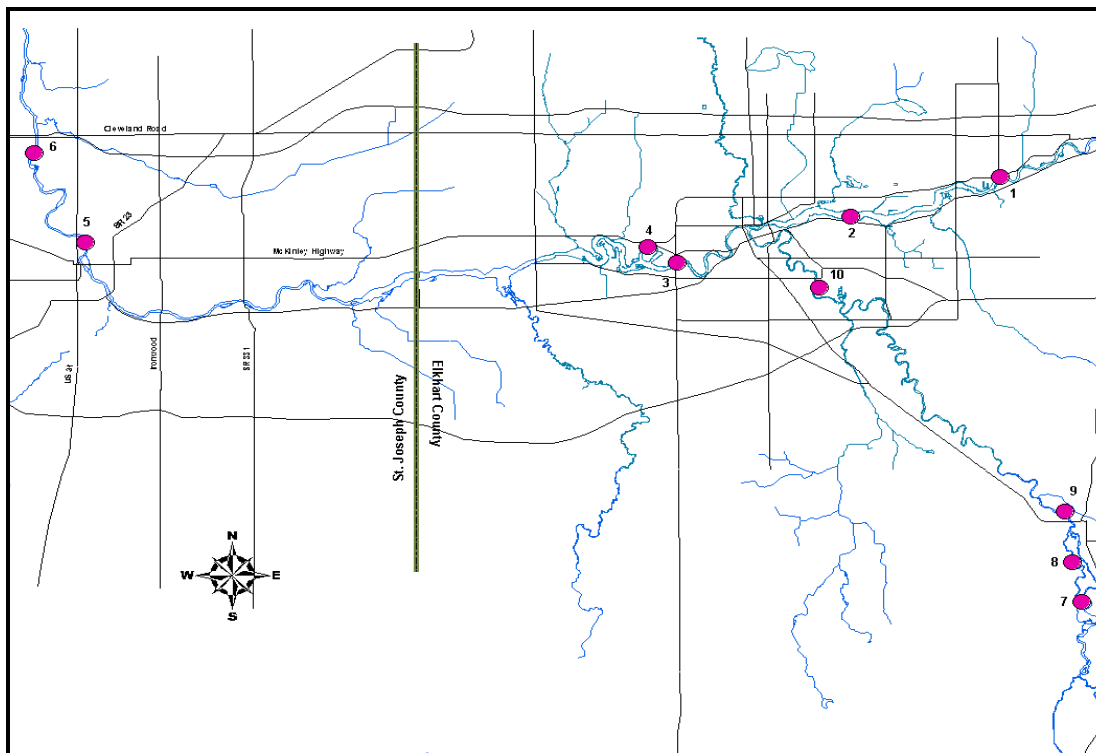 Cleveland Road
6
1
SR 23
5
4
2
McKinley Highway
3
10
US 31
Ironwood
SR 331
St. Joseph County
Elkhart County
9
N
8
W
E
7
S